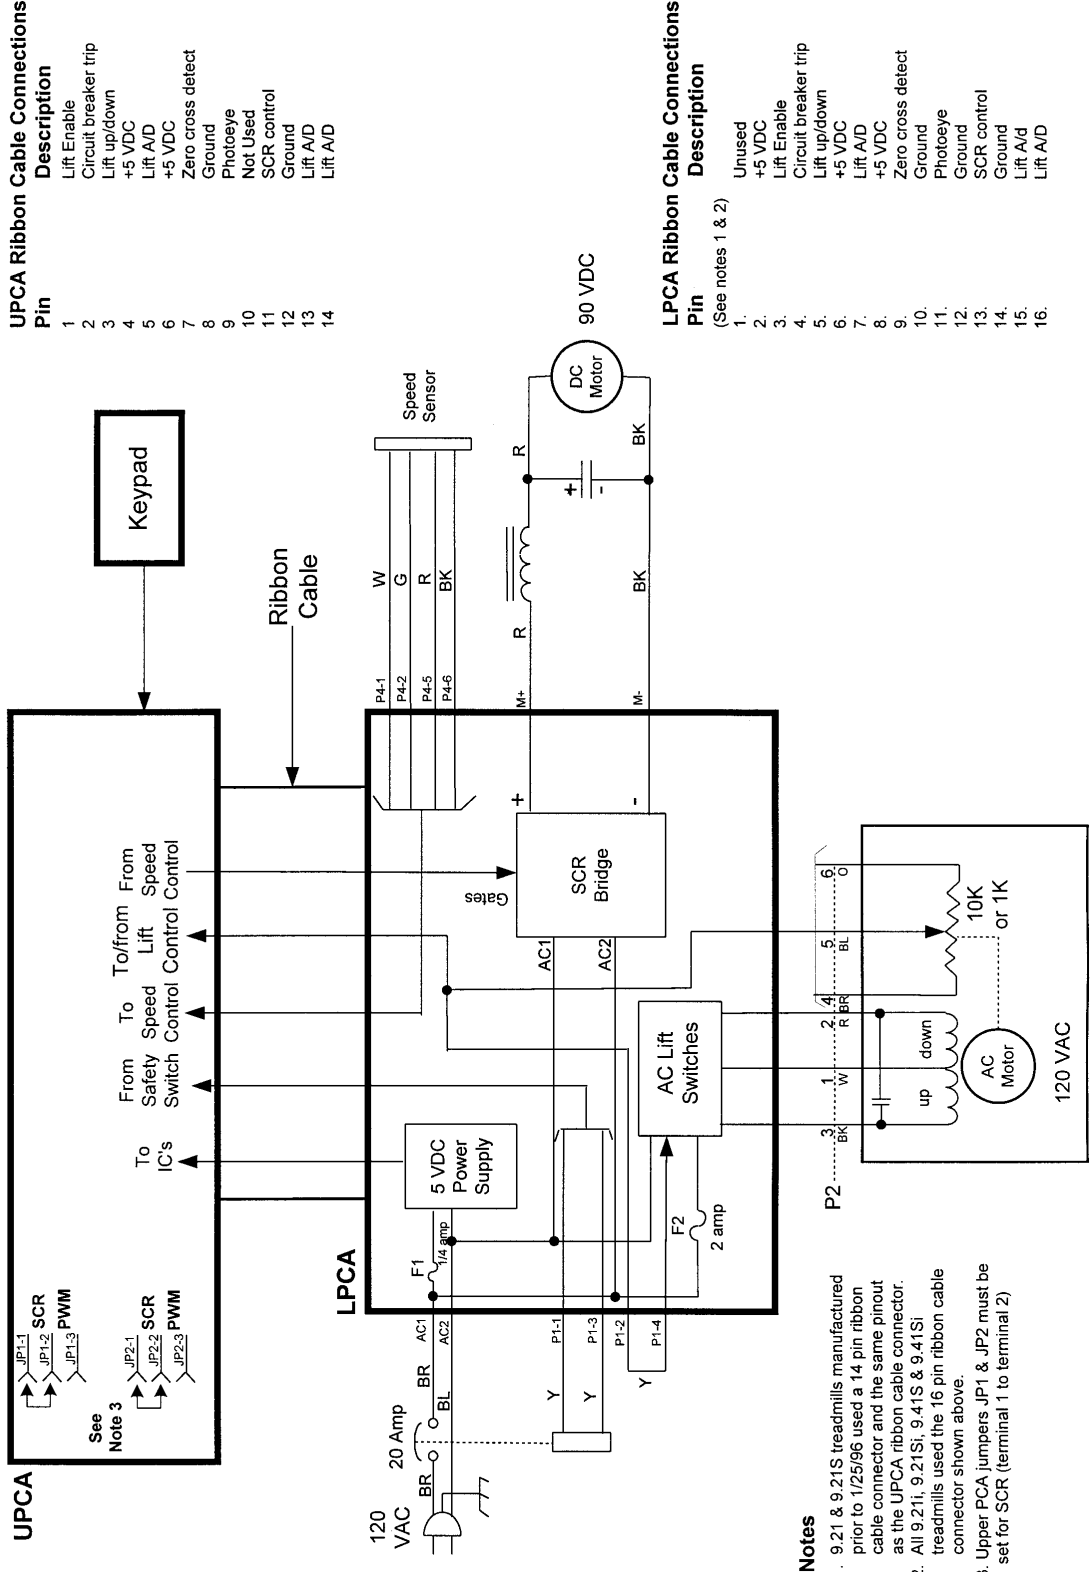 UPCA Ribbon Cable Connections
Pin Description
1 Lift Enable
2 Circuit breaker trip
3 Lift up/down
4 +5 VDC
5 Lift A/D
6 +5 VDC
7 Zero cross detect
8 Ground
9 Photoeye
10 Not Used
11 SCR control
12 Ground
13 Lift A/D
14 Lift A/D
LPCA Ribbon Cable Connections
Pin Description
(See notes 1 & 2)
1. Unused
2. +5 VDC
3. Lift Enable
4. Circuit breaker trip
5. Lift up/down
6. +5 VDC
7. Lift A/D
8. +5 VDC
9. Zero cross detect
10. Ground
11. Photoeye
12. Ground
13. SCR control
14. Ground
15. Lift A/d
16. Lift A/D
UPCA
JP1-1
JP1-2 SCR
JP1-3 PWM
JP2-1
JP2-2 SCR
JP2-3 PWM
See
Note 3
Keypad
Ribbon
Cable
To
IC's
From
Safety
Switch
To
Speed
Control
To/from
Lift
Control
From
Speed
Control
LPCA
5 VDC
Power
Supply
F1
1/4 amp
Gates
SCR
Bridge
+
-
AC1
AC2
AC Lift
Switches
F2
2 amp
AC1
AC2
P1-1
P1-3
P1-2
P1-4
120
VAC
20 Amp
BR
BR
BL
Y
Y
Y
P4-1 W
P4-2 G
P4-5 R
P4-6 BK
Speed
Sensor
M+ R
R
M- BK
BK
+
-
DC
Motor
90 VDC
P2
3 BK
1 W
2 R
4 BR
5 BL
6 O
up
down
AC
Motor
10K
or 1K
120 VAC
Notes
. 9.21 & 9.21S treadmills manufactured
prior to 1/25/96 used a 14 pin ribbon
cable connector and the same pinout
as the UPCA ribbon cable connector.
2. All 9.21i, 9.21Si, 9.41S & 9.41Si
treadmills used the 16 pin ribbon cable
connector shown above.
3. Upper PCA jumpers JP1 & JP2 must be
set for SCR (terminal 1 to terminal 2)